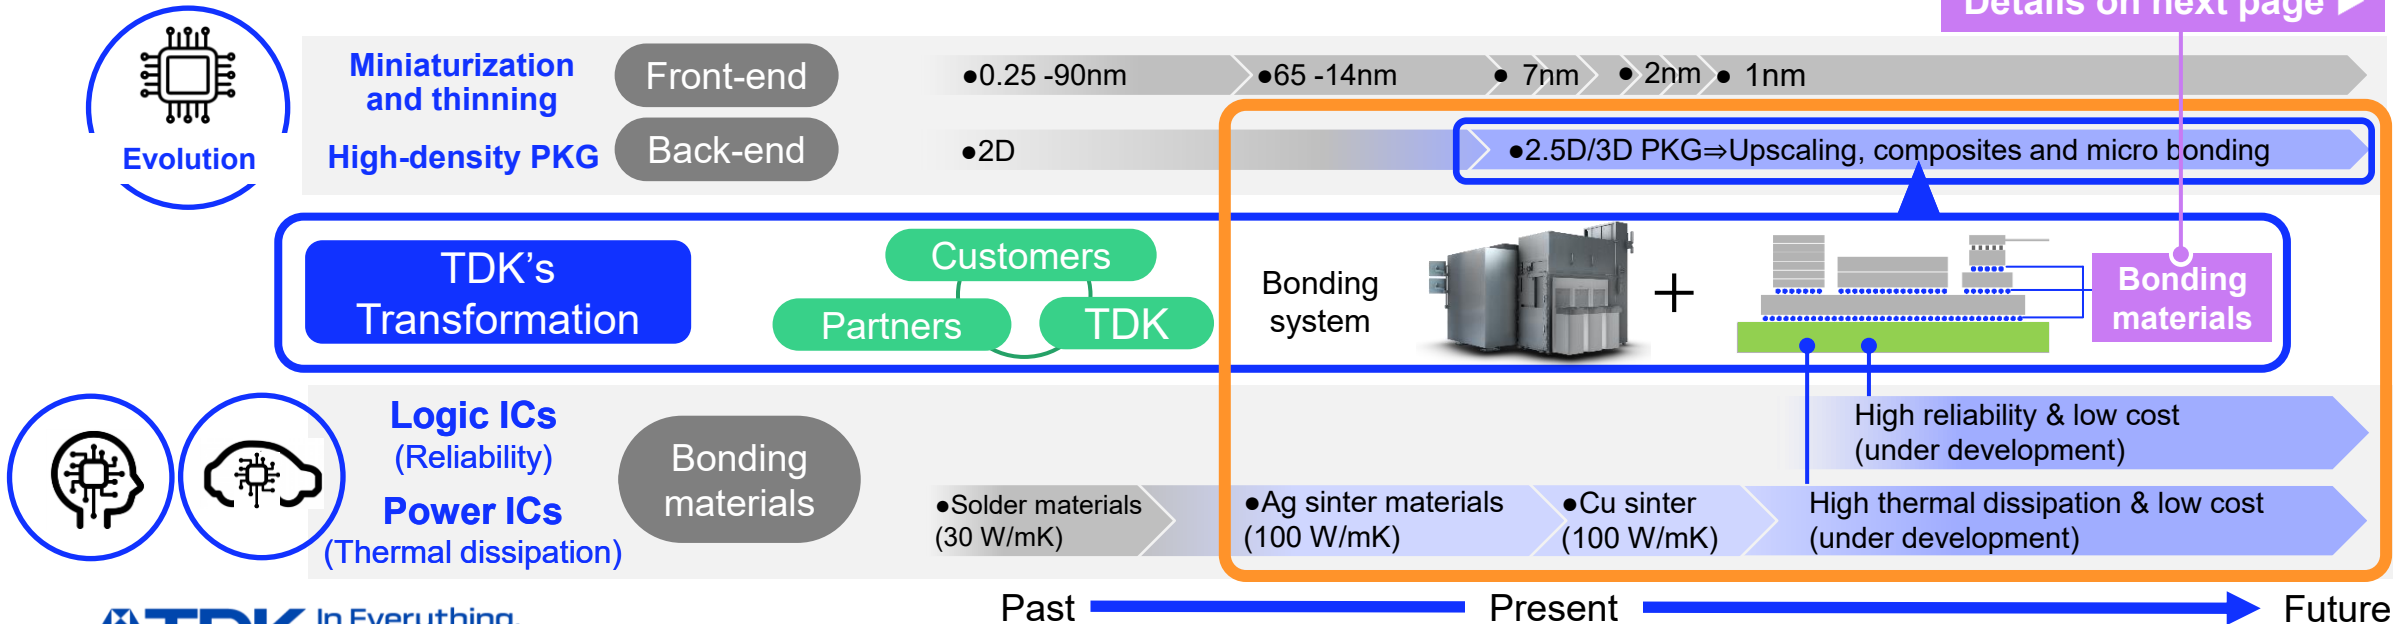 Details on next page ▶
Miniaturization
and thinning
Front-end
●0.25 -90nm
●65 -14nm
● 7nm
● 2nm
● 1nm
Evolution
High-density PKG
Back-end
●2D
●2.5D/3D PKG⇒Upscaling, composites and micro bonding
TDK's
Transformation
Customers
Partners
TDK
Bonding
system
+
Bonding
materials
Logic ICs
(Reliability)
Power ICs
(Thermal dissipation)
Bonding
materials
High reliability & low cost
(under development)
●Solder materials
(30 W/mK)
●Ag sinter materials
(100 W/mK)
●Cu sinter
(100 W/mK)
High thermal dissipation & low cost
(under development)
Past
Present
Future
TDK In Everything,